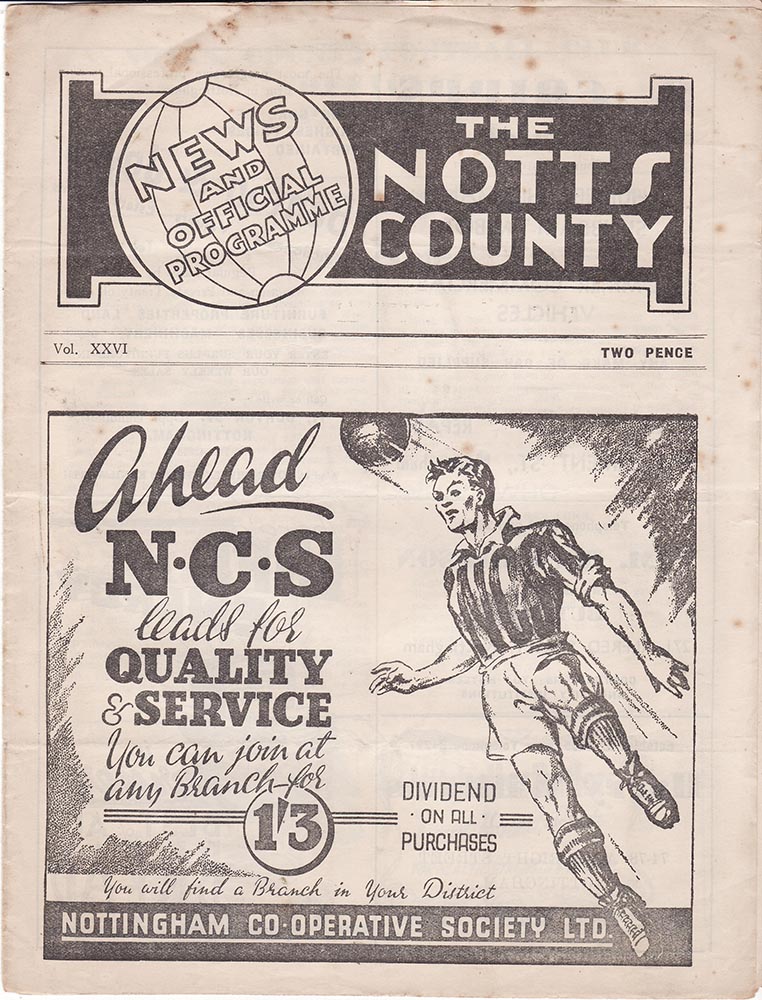 NEWS
AND
OFFICIAL
PROGRAMME
THE
NOTTS
COUNTY
Vol. XXVI
TWO PENCE
Ahead
N·C·S
leads for
QUALITY
& SERVICE
You can join at
any Branch for
1'3
DIVIDEND
· ON ALL ·
PURCHASES
You will find a Branch in Your District
NOTTINGHAM CO·OPERATIVE SOCIETY LTD.